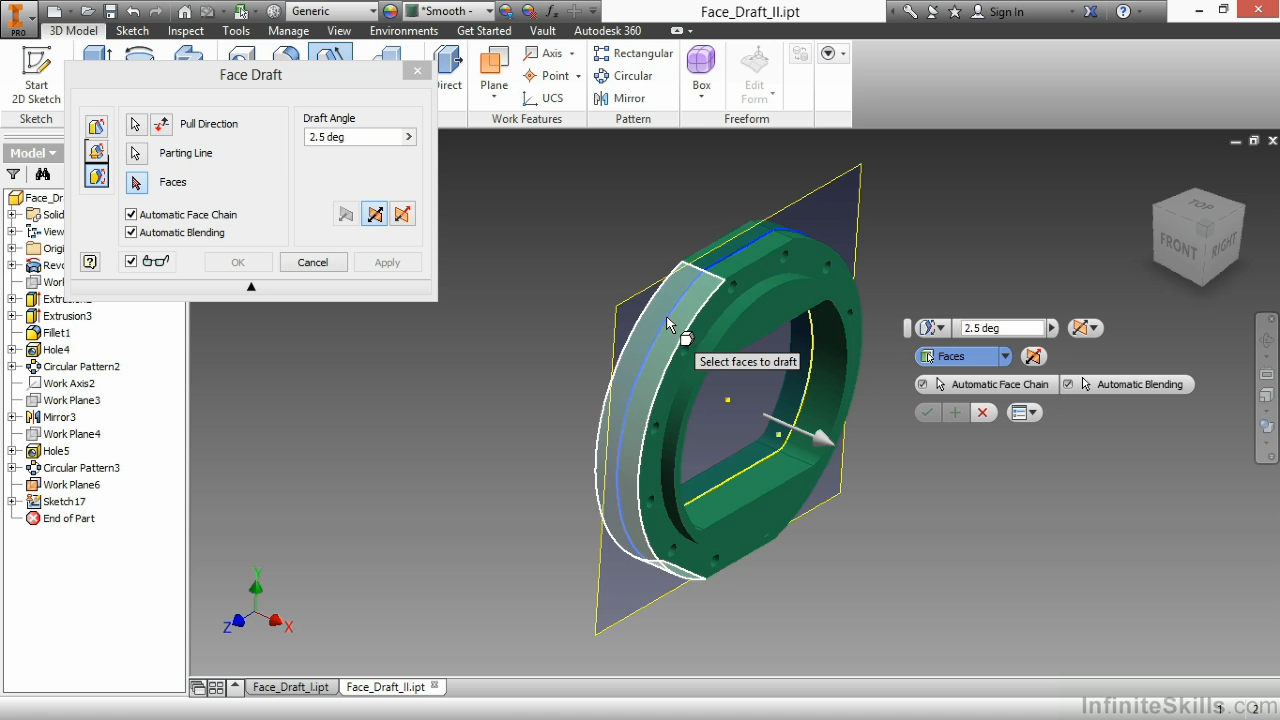 Generic
*Smooth -
Face_Draft_II.ipt
Sign In
PRO
3D Model
Sketch
Inspect
Tools
Manage
View
Environments
Get Started
Vault
Autodesk 360
Start
2D Sketch
Direct
Plane
Axis
Point
UCS
Rectangular
Circular
Mirror
Box
Edit
Form
Sketch
Work Features
Pattern
Freeform
Face Draft
Pull Direction
Parting Line
Faces
Automatic Face Chain
Automatic Blending
Draft Angle
2.5 deg
OK
Cancel
Apply
Model
Face_Dra
Solid
View
Origi
Revo
Work
Extrusion2
Extrusion3
Fillet1
Hole4
Circular Pattern2
Work Axis2
Work Plane3
Mirror3
Work Plane4
Hole5
Circular Pattern3
Work Plane6
Sketch17
End of Part
TOP
FRONT
RIGHT
2.5 deg
Faces
Automatic Face Chain
Automatic Blending
Select faces to draft
Y
Z
X
Face_Draft_I.ipt
Face_Draft_II.ipt
InfiniteSkills.com
1
2